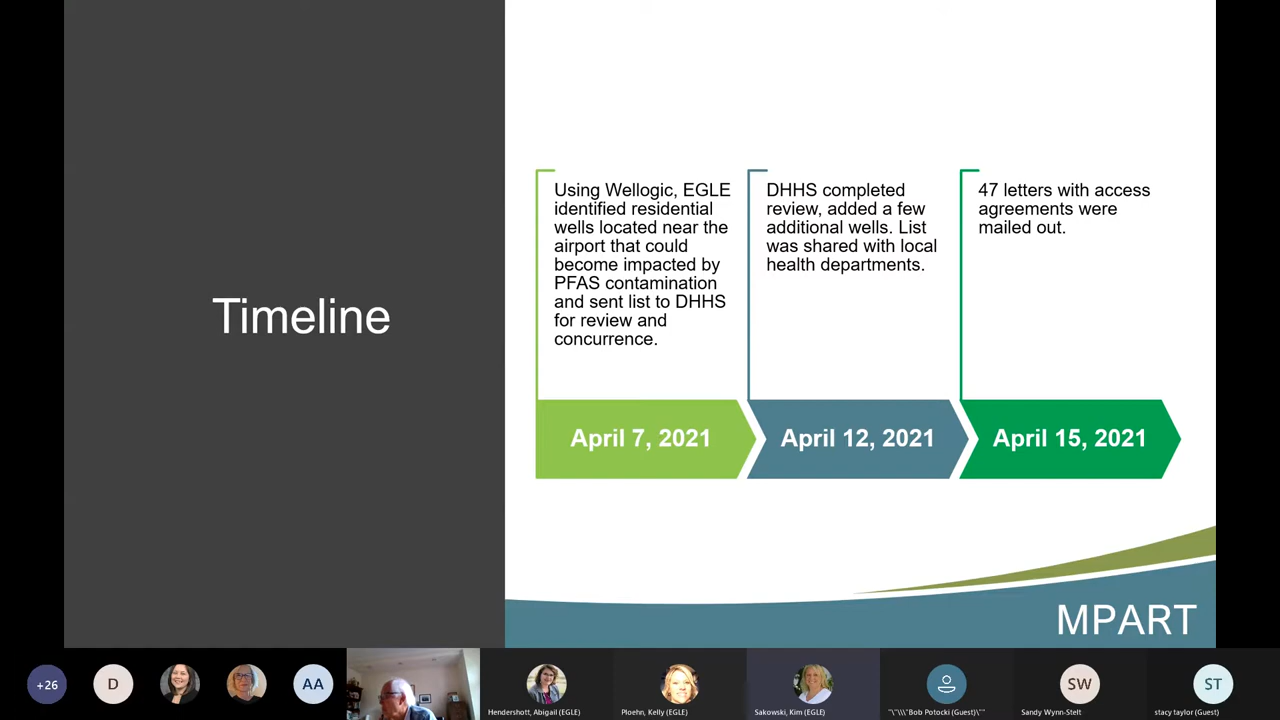 Timeline
Using Wellogic, EGLE
identified residential
wells located near the
airport that could
become impacted by
PFAS contamination
and sent list to DHHS
for review and
concurrence.
DHHS completed
review, added a few
additional wells. List
was shared with local
health departments.
47 letters with access
agreements were
mailed out.
April 7, 2021
April 12, 2021
April 15, 2021
MPART
+26
D
AA
Hendershott, Abigail (EGLE)
Ploehn, Kelly (EGLE)
Sakowski, Kim (EGLE)
"\"\\\"Bob Potocki (Guest)\"
SW
Sandy Wynn-Stelt
ST
stacy taylor (Guest)